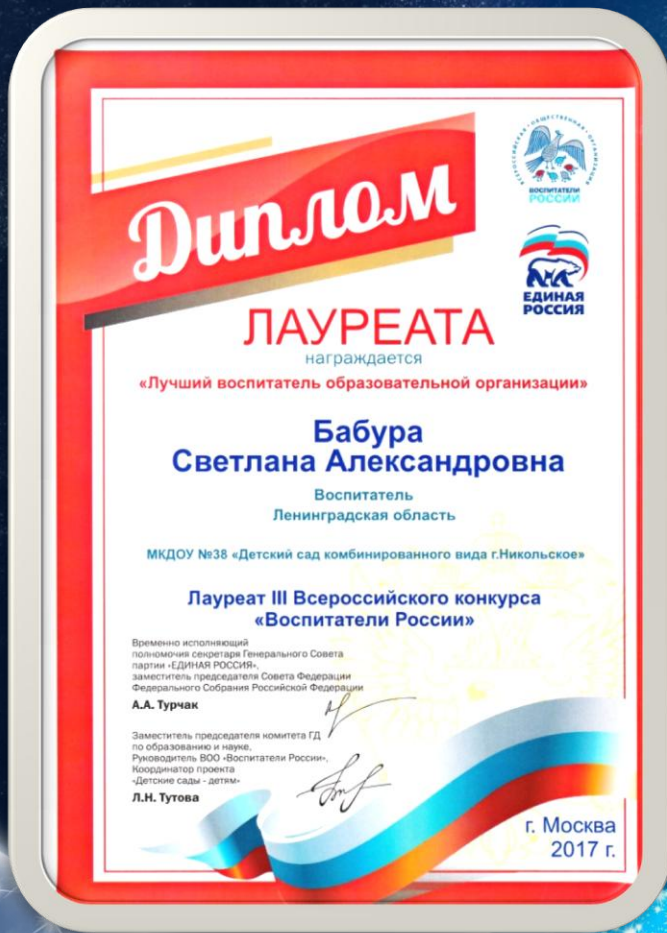 ВСЕРОССИЙСКАЯ • ОБЩЕСТВЕННАЯ • ОРГАНИЗАЦИЯ
ВОСПИТАТЕЛИ
РОССИИ
Диплом
ЕДИНАЯ
РОССИЯ
ЛАУРЕАТА
награждается
«Лучший воспитатель образовательной организации»
Бабура
Светлана Александровна
Воспитатель
Ленинградская область
МКДОУ №38 «Детский сад комбинированного вида г.Никольское»
Лауреат III Всероссийского конкурса
«Воспитатели России»
Временно исполняющий
полномочия секретаря Генерального Совета
партии «ЕДИНАЯ РОССИЯ»,
заместитель председателя Совета Федерации
Федерального Собрания Российской Федерации
А.А. Турчак
Заместитель председателя комитета ГД
по образованию и науке,
Руководитель ВОО «Воспитатели России»,
Координатор проекта
«Детские сады - детям»
Л.Н. Тутова
г. Москва
2017 г.